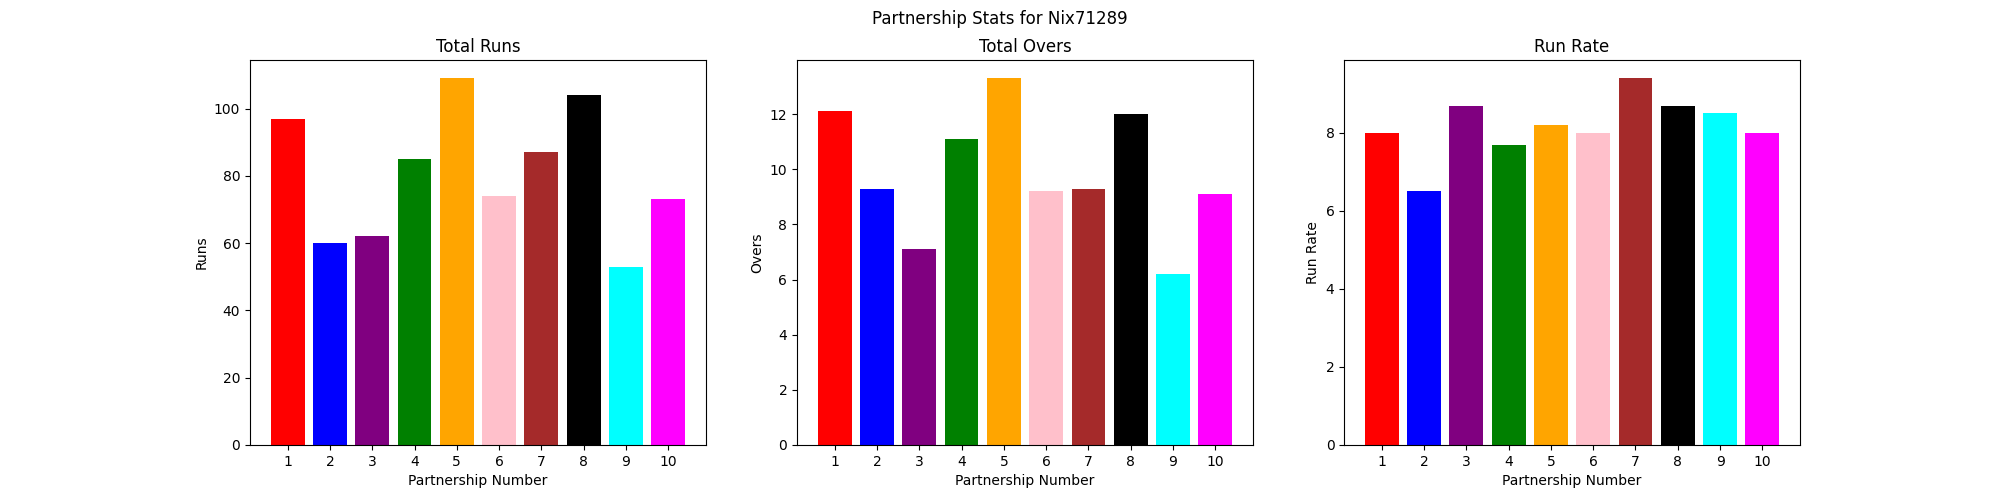 Partnership Stats for Nix71289
Total Runs
Runs
100
80
60
40
20
0
1 2 3 4 5 6 7 8 9 10
Partnership Number
Total Overs
Overs
12
10
8
6
4
2
0
1 2 3 4 5 6 7 8 9 10
Partnership Number
Run Rate
Run Rate
8
6
4
2
0
1 2 3 4 5 6 7 8 9 10
Partnership Number